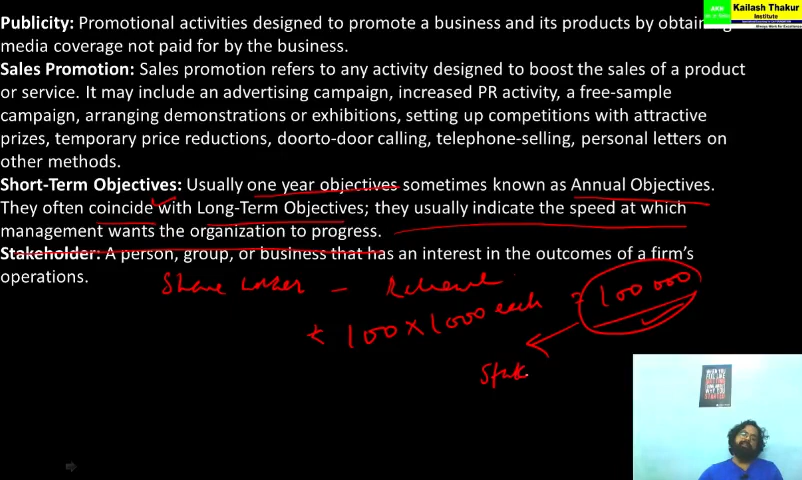 Publicity: Promotional activities designed to promote a business and its products by obtaining
media coverage not paid for by the business.
Sales Promotion: Sales promotion refers to any activity designed to boost the sales of a product
or service. It may include an advertising campaign, increased PR activity, a free-sample
campaign, arranging demonstrations or exhibitions, setting up competitions with attractive
prizes, temporary price reductions, doorto-door calling, telephone-selling, personal letters on
other methods.
Short-Term Objectives: Usually one year objectives sometimes known as Annual Objectives.
They often coincide with Long-Term Objectives; they usually indicate the speed at which
management wants the organization to progress.
Stakeholder: A person, group, or business that has an interest in the outcomes of a firm's
operations.
Share holder -
₹ 100 × 1000 each = 100 000
Stak
Kailash Thakur
Institute